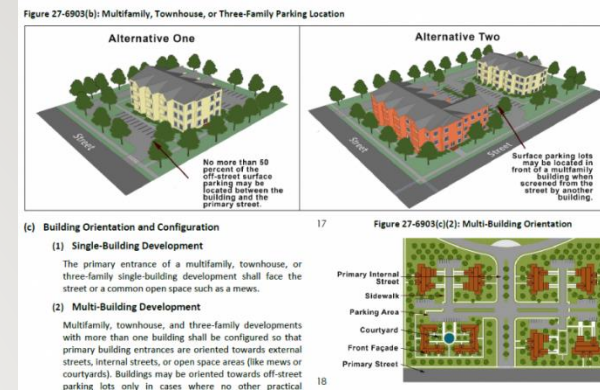 Figure 27-6903(b): Multifamily, Townhouse, or Three-Family Parking Location
Alternative One
Street
No more than 50
percent of the
off-street surface
parking may be
located between the
building and the
primary street.
Alternative Two
Street
Street
Surface parking lots
may be located in
front of a multfamily
building when
screened from the
street by another
building.
(c) Building Orientation and Configuration
(1) Single-Building Development
The primary entrance of a multifamily, townhouse, or
three-family single-building development shall face the
street or a common open space such as a mews.
(2) Multi-Building Development
Multifamily, townhouse, and three-family developments
with more than one building shall be configured so that
primary building entrances are oriented towards external
streets, internal streets, or open space areas (like mews or
courtyards). Buildings may be oriented towards off-street
parking lots only in cases where no other practical
17
Figure 27-6903(c)(2): Multi-Building Orientation
Primary Internal
Street
Sidewalk
Parking Area
Courtyard
Front Façade
Primary Street
18